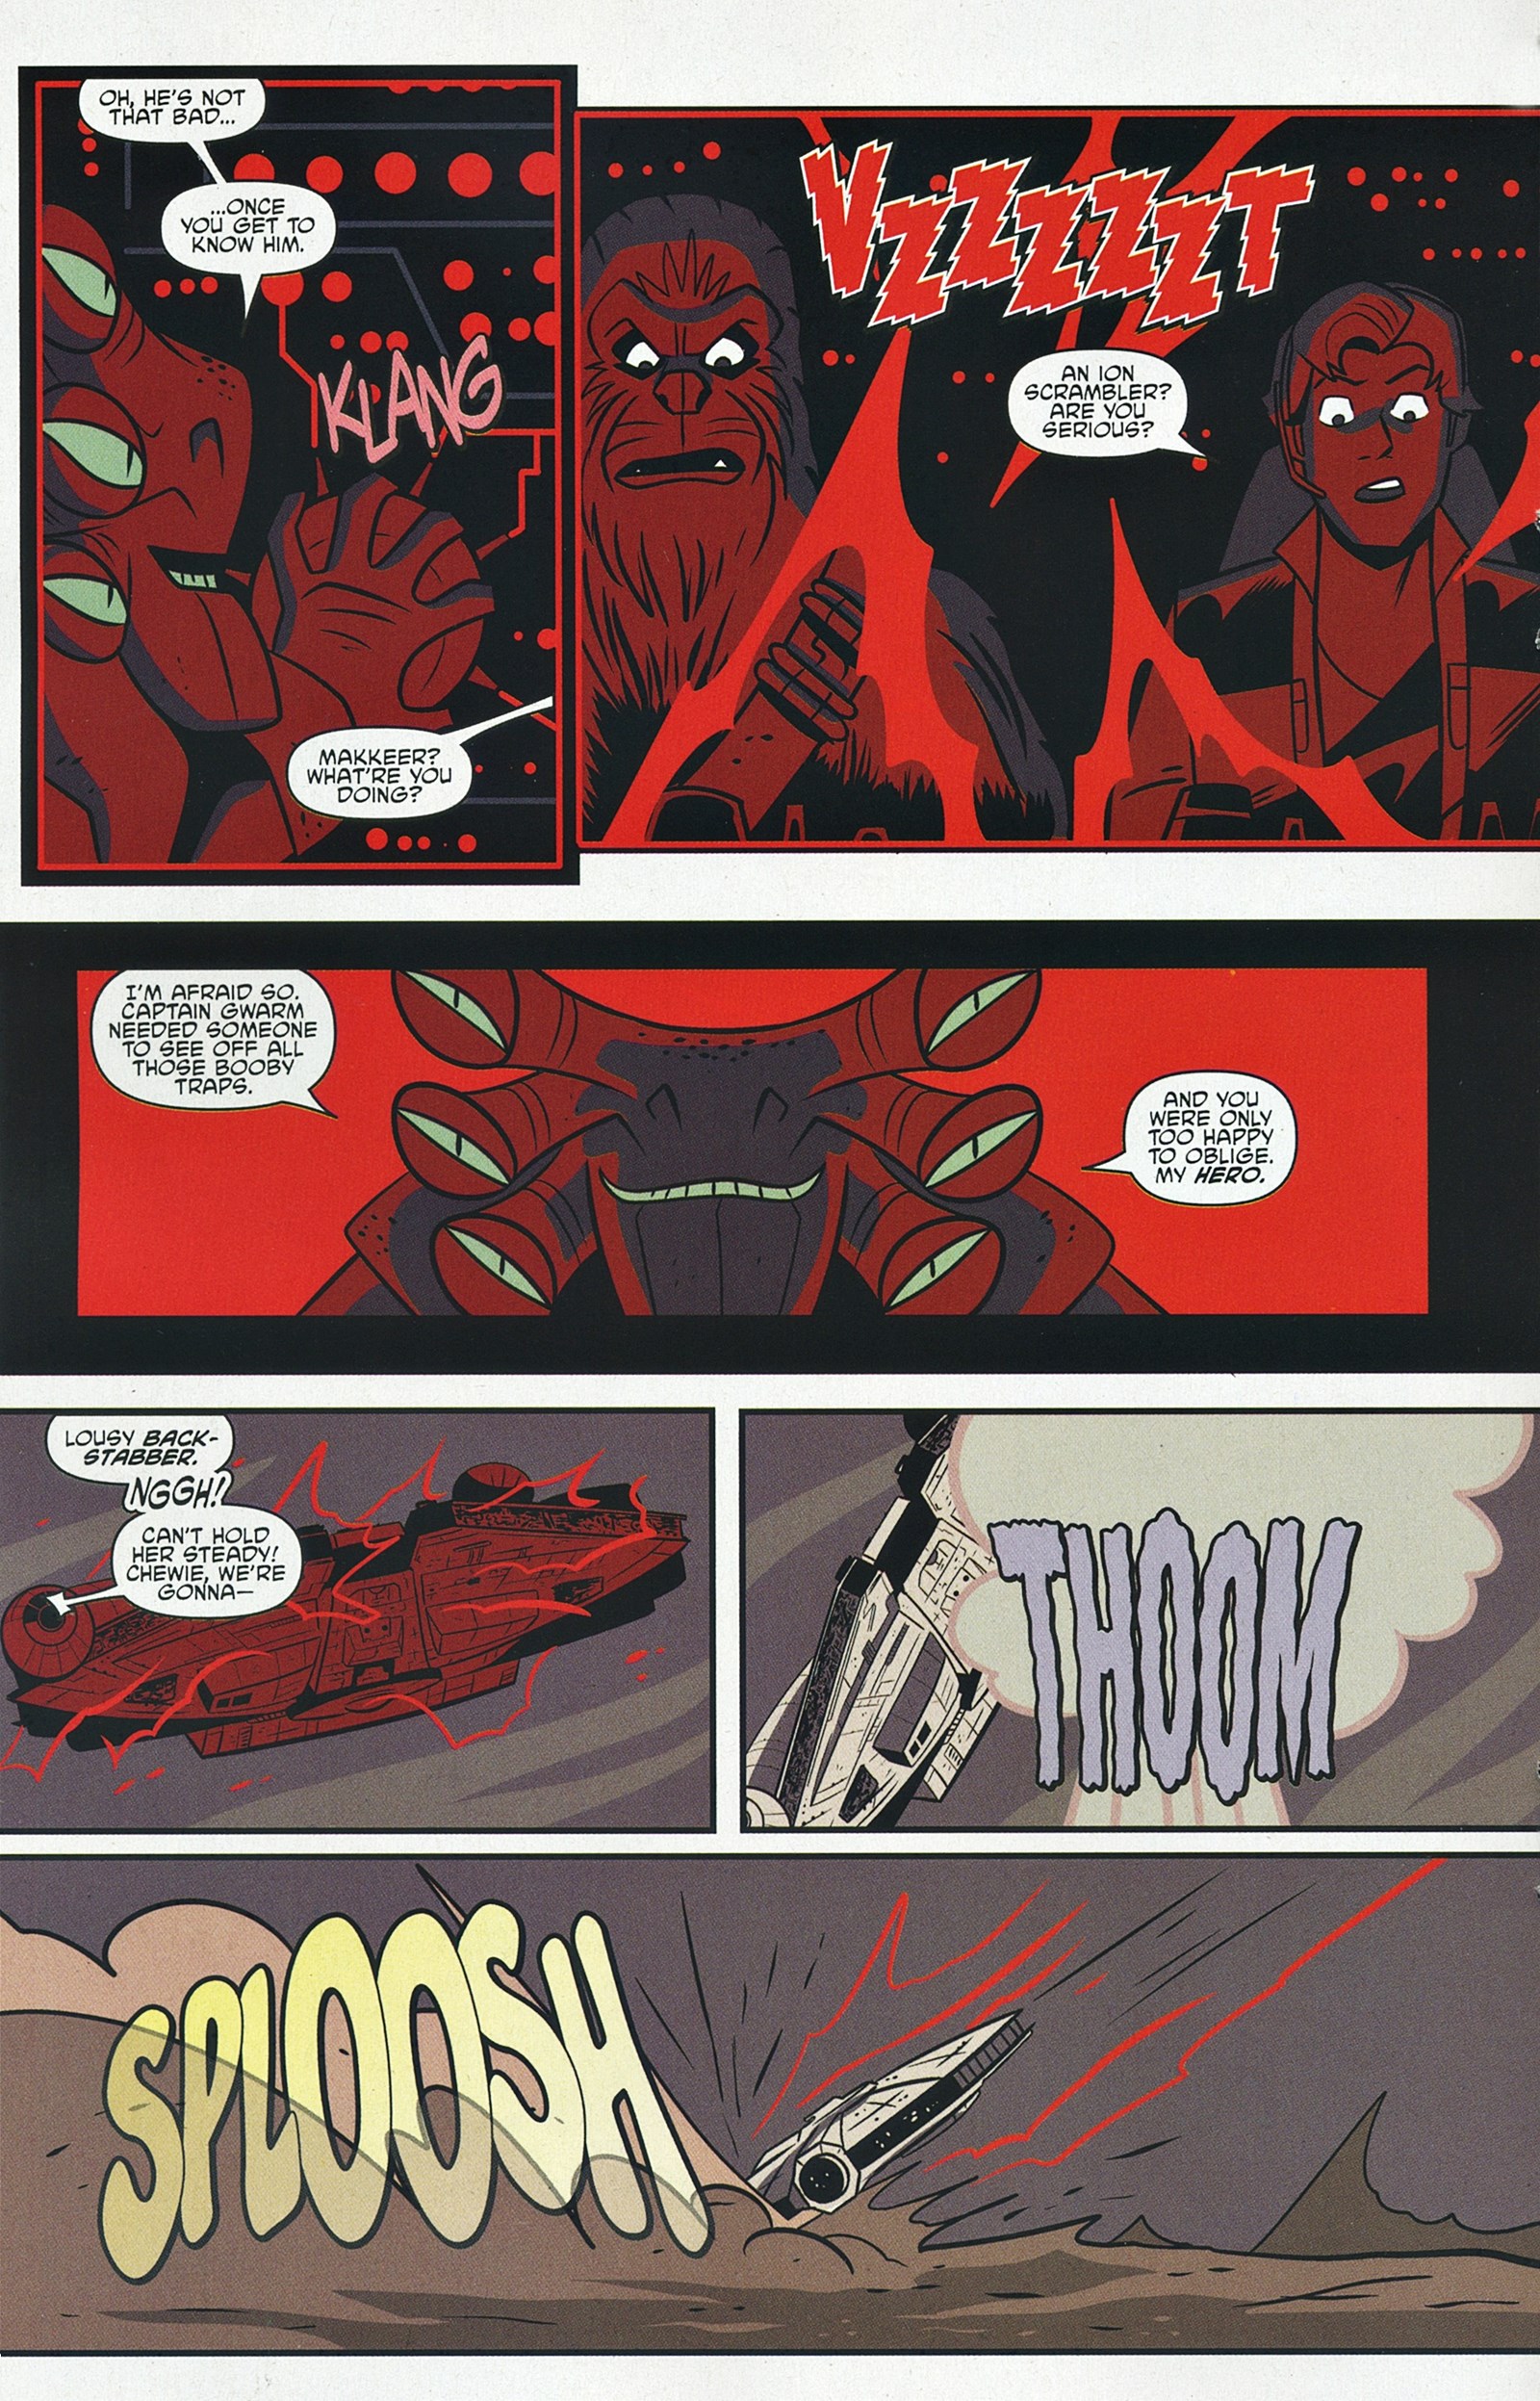 OH, HE'S NOT
THAT BAD...
...ONCE
YOU GET TO
KNOW HIM.
KLANG
MAKKEER?
WHAT'RE YOU
DOING?
VZZZZZT
AN ION
SCRAMBLER?
ARE YOU
SERIOUS?
I'M AFRAID SO.
CAPTAIN GWARM
NEEDED SOMEONE
TO SEE OFF ALL
THOSE BOOBY
TRAPS.
AND YOU
WERE ONLY
TOO HAPPY
TO OBLIGE.
MY HERO.
LOUSY BACK-
STABBER.
NGGH!
CAN'T HOLD
HER STEADY!
CHEWIE, WE'RE
GONNA—
THOOM
SPLOOSH